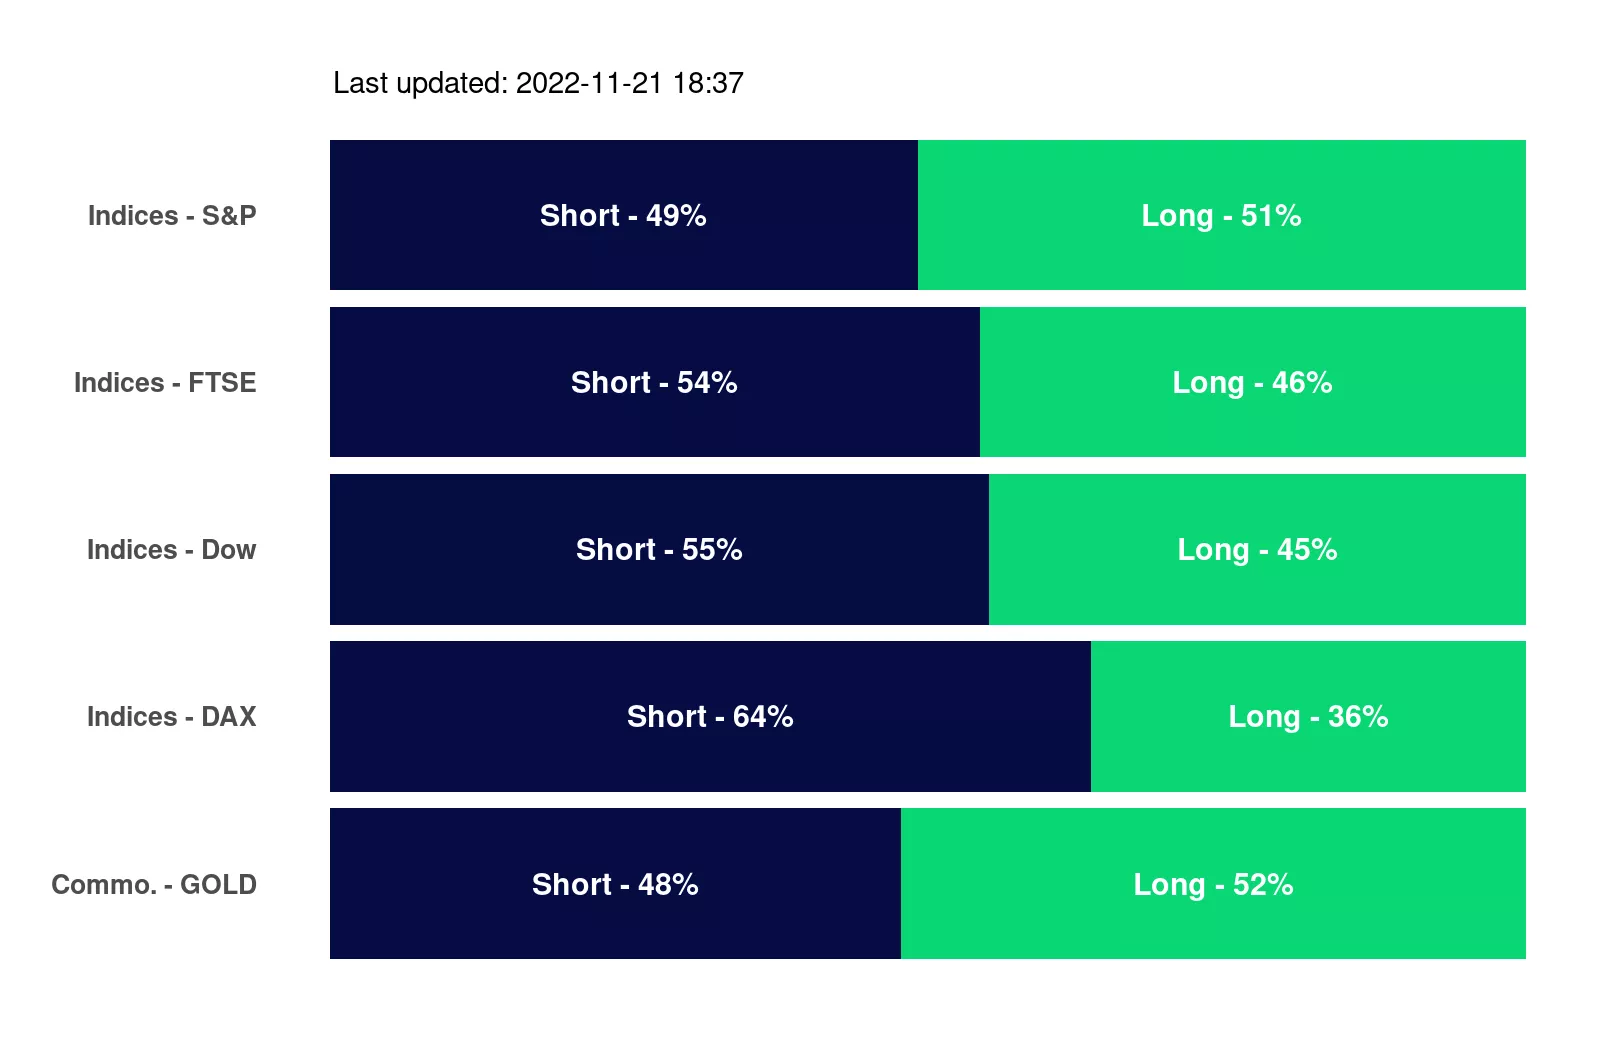 Last updated: 2022-11-21 18:37
Indices - S&P Short - 49% Long - 51%
Indices - FTSE Short - 54% Long - 46%
Indices - Dow Short - 55% Long - 45%
Indices - DAX Short - 64% Long - 36%
Commo. - GOLD Short - 48% Long - 52%